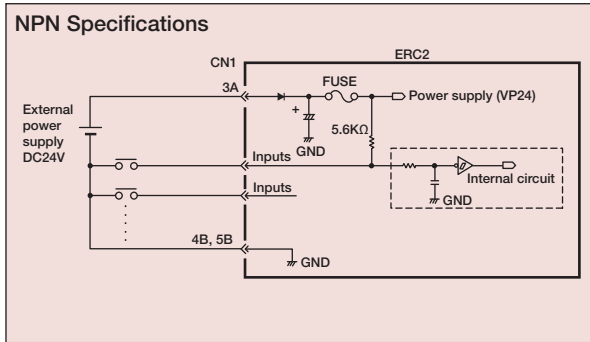 NPN Specifications
ERC2
CN1
3A
FUSE
Power supply (VP24)
External
power
supply
DC24V
+
GND
5.6KΩ
Inputs
Internal circuit
GND
Inputs
4B, 5B
GND